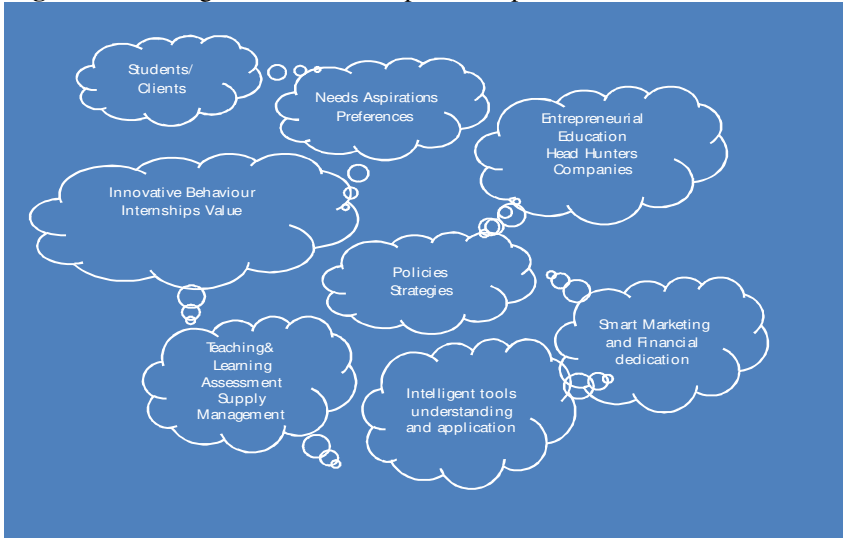 Students/
Clients
Needs Aspirations
Preferences
Entrepreneurial
Education
Head Hunters
Companies
Innovative Behaviour
Internships Value
Policies
Strategies
Smart Marketing
and Financial
dedication
Teaching&
Learning
Assessment
Supply
Management
Intelligent tools
understanding
and application